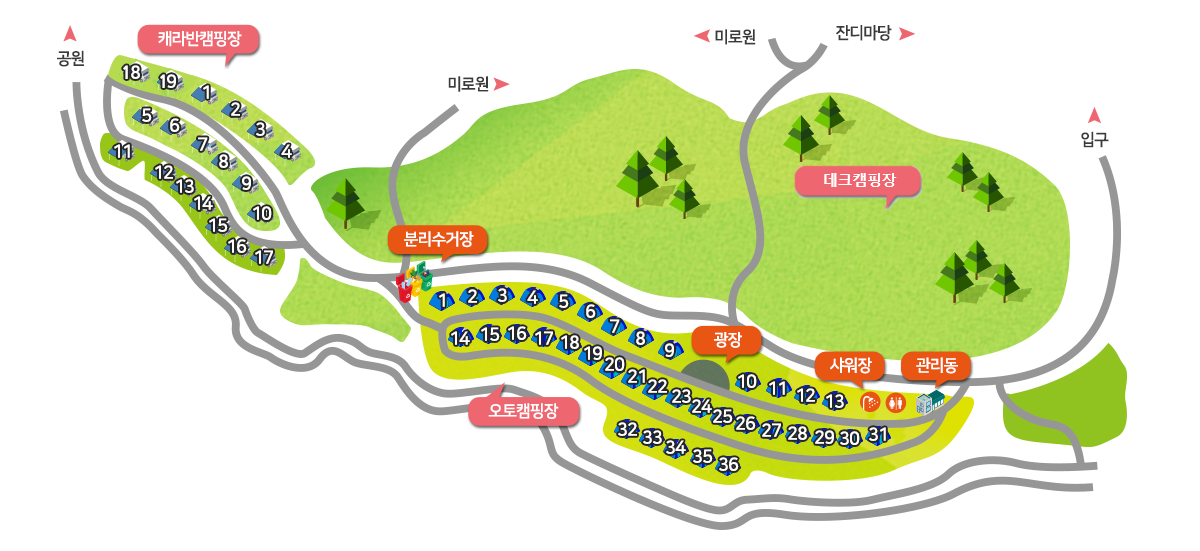 공원
캐라반캠핑장
미로원
미로원
잔디마당
입구
데크캠핑장
18 19 1 2 3 4
5 6 7 8 9 10
11 12 13 14 15 16 17
분리수거장
1 2 3 4 5 6 7 8 9
광장
10 11 12 13
샤워장
관리동
14 15 16 17 18 19 20 21 22 23 24 25 26 27 28 29 30 31
오토캠핑장
32 33 34 35 36